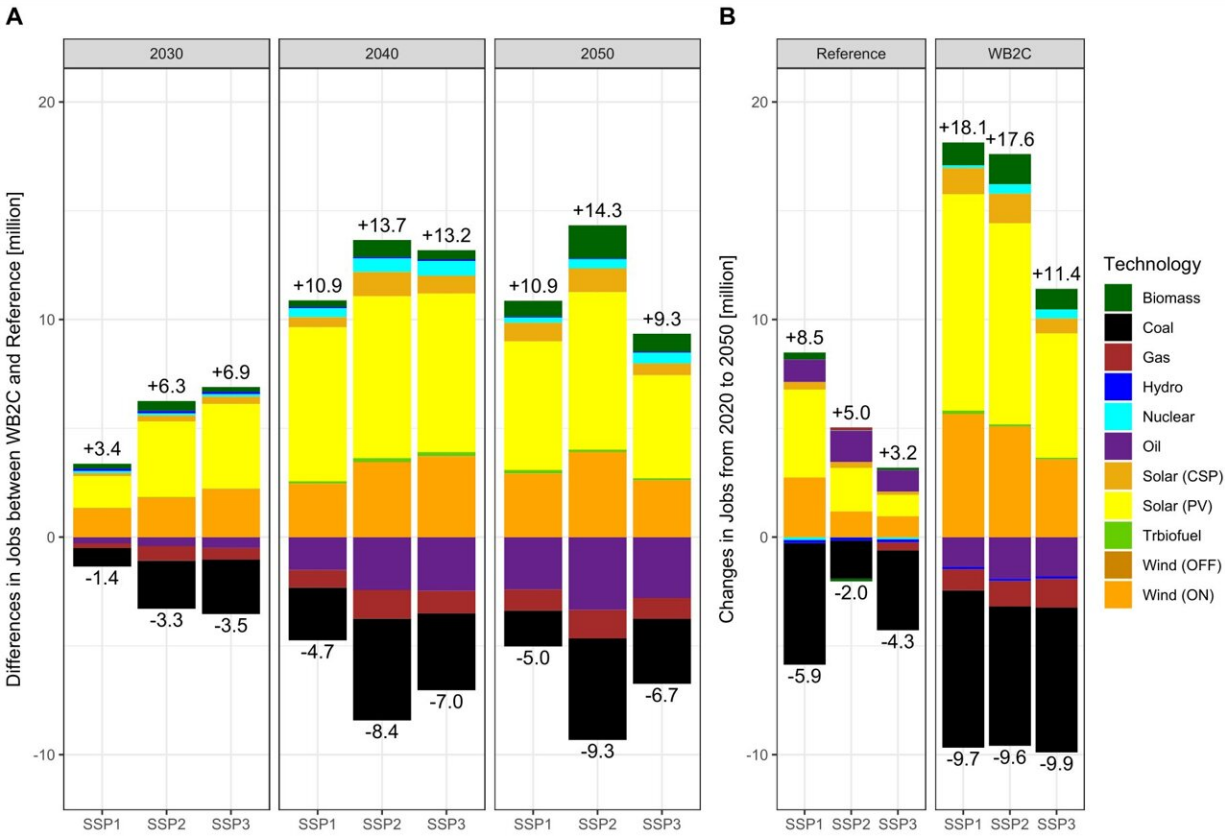 A
B
2030
2040
2050
Reference
WB2C
Differences in Jobs between WB2C and Reference [million]
20
10
0
-10
+3.4
+6.3
+6.9
-1.4
-3.3
-3.5
+10.9
+13.7
+13.2
-4.7
-8.4
-7.0
+10.9
+14.3
+9.3
-5.0
-9.3
-6.7
SSP1
SSP2
SSP3
SSP1
SSP2
SSP3
SSP1
SSP2
SSP3
Changes in Jobs from 2020 to 2050 [million]
20
10
0
-10
+8.5
+5.0
+3.2
-5.9
-2.0
-4.3
+18.1
+17.6
+11.4
-9.7
-9.6
-9.9
SSP1
SSP2
SSP3
SSP1
SSP2
SSP3
Technology
Biomass
Coal
Gas
Hydro
Nuclear
Oil
Solar (CSP)
Solar (PV)
Trbiofuel
Wind (OFF)
Wind (ON)